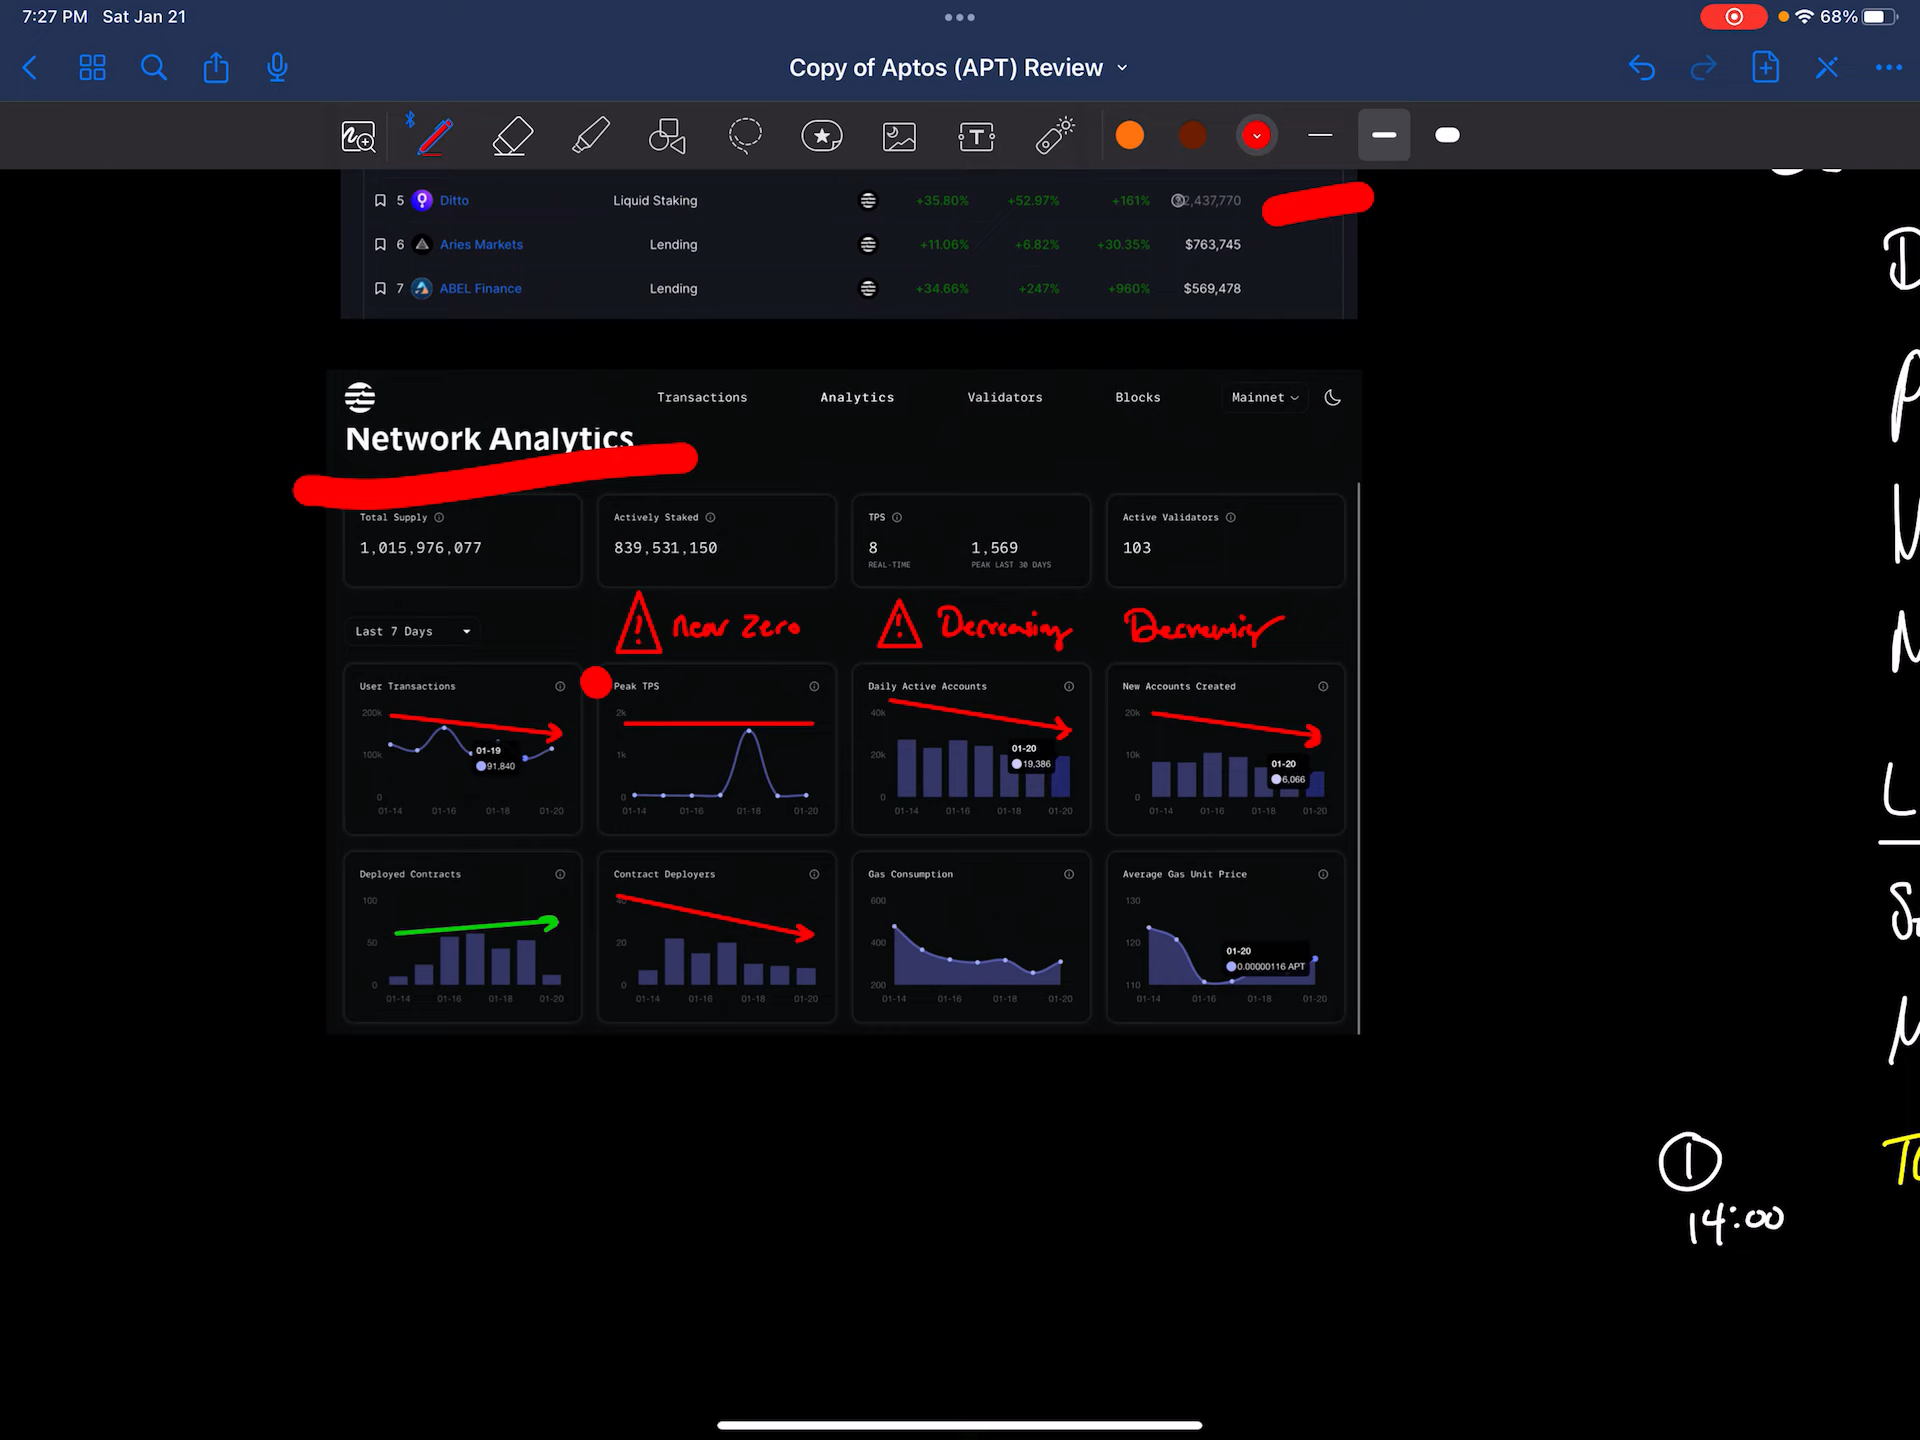 7:27 PM Sat Jan 21
68%
Copy of Aptos (APT) Review
5 Ditto Liquid Staking +35.80% +52.97% +161% 2,437,770
6 Aries Markets Lending +11.06% +6.82% +30.35% $763,745
7 ABEL Finance Lending +34.66% +247% +960% $569,478
Transactions Analytics Validators Blocks Mainnet
Network Analytics
Total Supply Actively Staked TPS Active Validators
1,015,976,077 839,531,150 8 1,569 103
REAL-TIME PEAK LAST 30 DAYS
Last 7 Days ! Near Zero ! Decreasing Decreasing
User Transactions Peak TPS Daily Active Accounts New Accounts Created
200k 2k 40k 20k
01-19 01-20 01-20
100k 91,840 1k 20k 19,386 10k 6,066
0 0 0 0
01-14 01-16 01-18 01-20 01-14 01-16 01-18 01-20 01-14 01-16 01-18 01-20 01-14 01-16 01-18 01-20
Deployed Contracts Contract Deployers Gas Consumption Average Gas Unit Price
100 40 600 130
50 20 400 120 01-20
0.00000116 APT
0 0 200 110
01-14 01-16 01-18 01-20 01-14 01-16 01-18 01-20 01-14 01-16 01-18 01-20 01-14 01-16 01-18 01-20
1
14:00